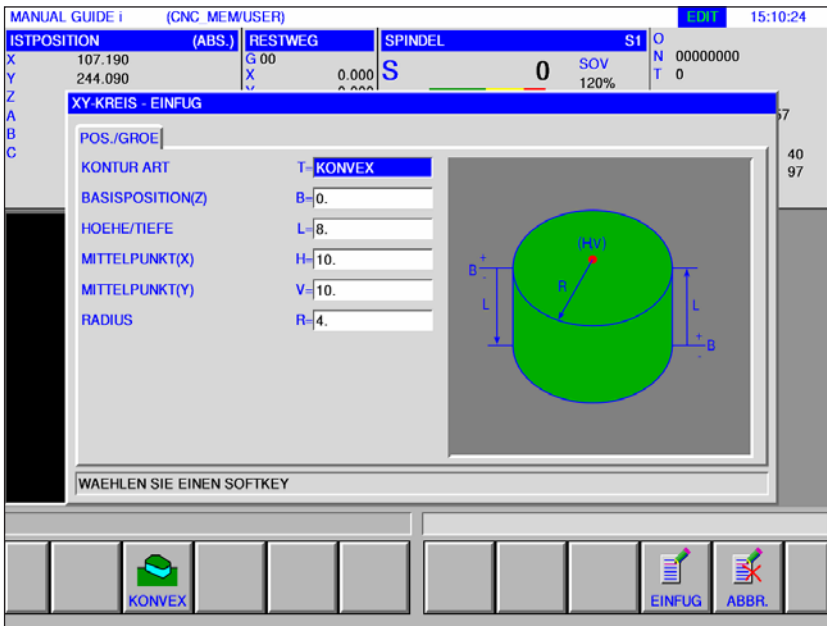 MANUAL GUIDE i (CNC_MEM/USER) EDIT 15:10:24
ISTPOSITION (ABS.) RESTWEG SPINDEL S1 O
X 107.190 G 00 N 00000000
Y 244.090 X 0.000 S 0 SOV T 0
120%
Z
A
B
C
40
97
XY-KREIS - EINFUG
POS./GROE
KONTUR ART T= KONVEX
BASISPOSITION(Z) B= 0.
HOEHE/TIEFE L= 8.
MITTELPUNKT(X) H= 10.
MITTELPUNKT(Y) V= 10.
RADIUS R= 4.
(H,V)
R
+
B
-
L
L
+
B
-
WAEHLEN SIE EINEN SOFTKEY
KONVEX EINFUG ABBR.